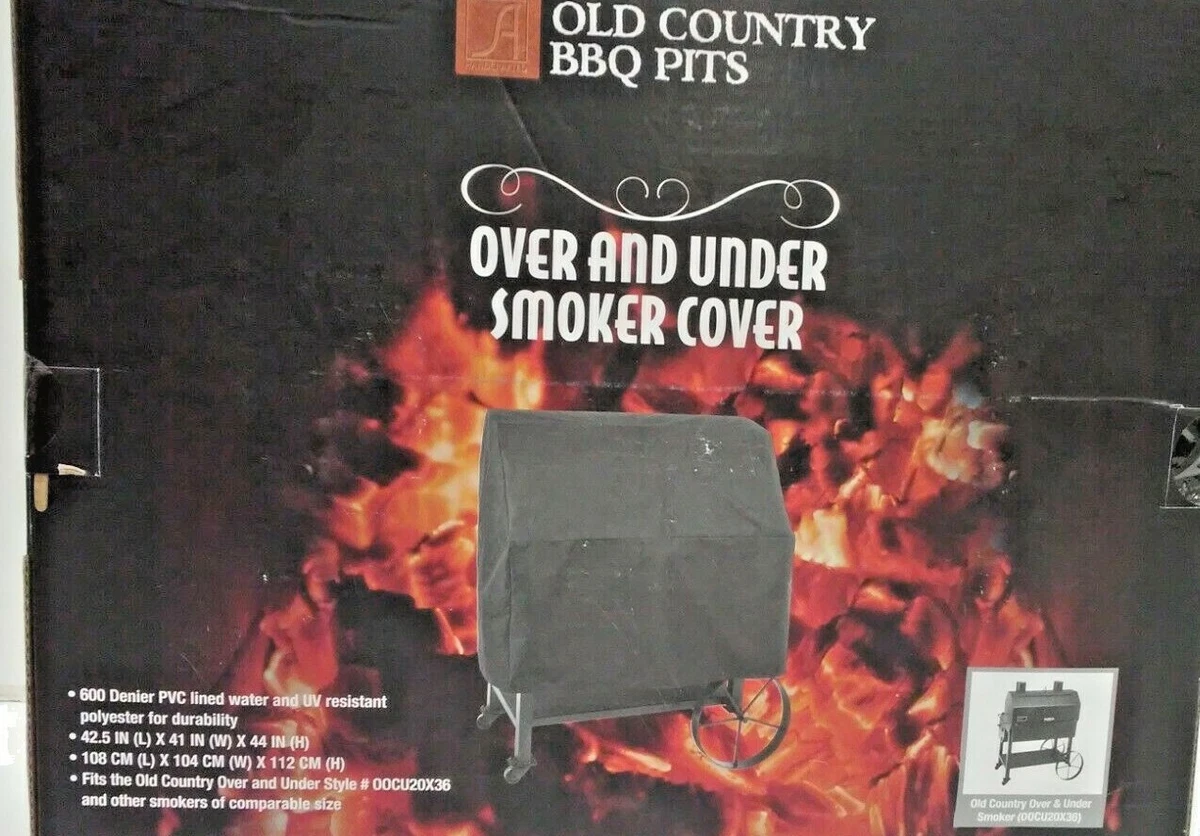 OLD COUNTRY
BBQ PITS
OVER AND UNDER
SMOKER COVER
• 600 Denier PVC lined water and UV resistant
polyester for durability
• 42.5 IN (L) X 41 IN (W) X 44 IN (H)
• 108 CM (L) X 104 CM (W) X 112 CM (H)
• Fits the Old Country Over and Under Style # OOCU20X36
and other smokers of comparable size
Old Country Over & Under
Smoker (OOCU20X36)